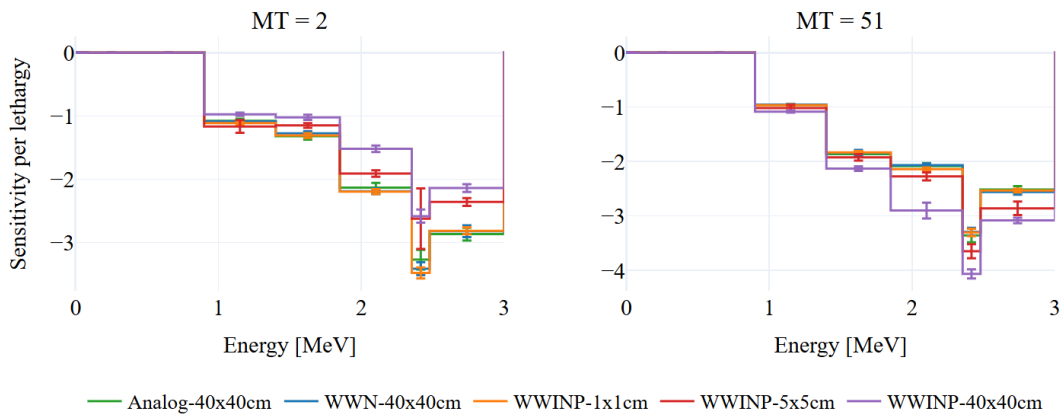 MT = 2
MT = 51
Sensitivity per lethargy
0
−1
−2
−3
0
−1
−2
−3
−4
0
1
2
3
0
1
2
3
Energy [MeV]
Energy [MeV]
Analog-40x40cm
WWN-40x40cm
WWINP-1x1cm
WWINP-5x5cm
WWINP-40x40cm